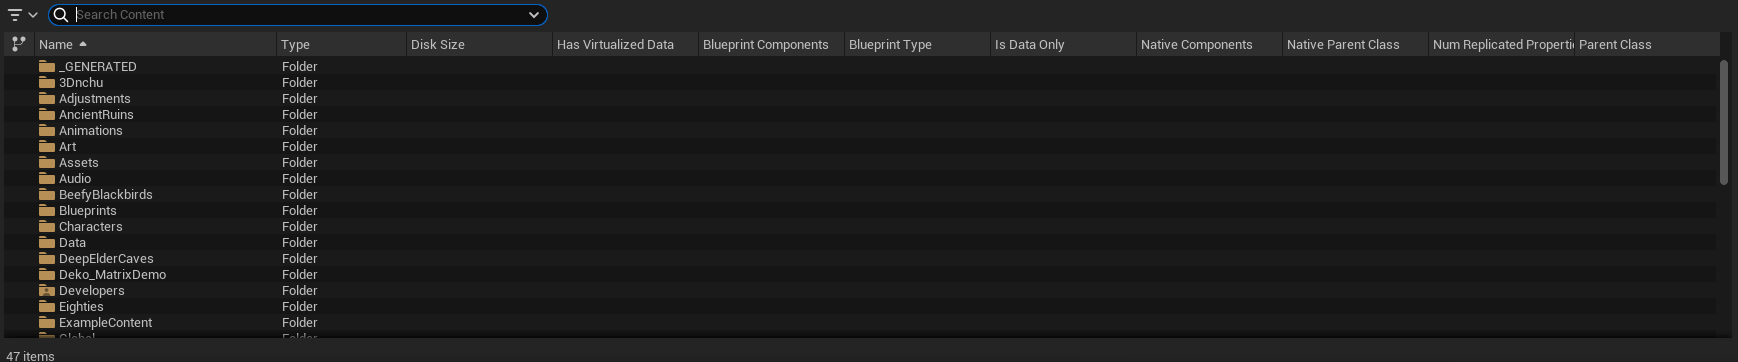 Search Content
Name Type Disk Size Has Virtualized Data Blueprint Components Blueprint Type Is Data Only Native Components Native Parent Class Num Replicated Properti Parent Class
_GENERATED Folder
3Dnchu Folder
Adjustments Folder
AncientRuins Folder
Animations Folder
Art Folder
Assets Folder
Audio Folder
BeefyBlackbirds Folder
Blueprints Folder
Characters Folder
Data Folder
DeepElderCaves Folder
Deko_MatrixDemo Folder
Developers Folder
Eighties Folder
ExampleContent Folder
Global Folder
47 items